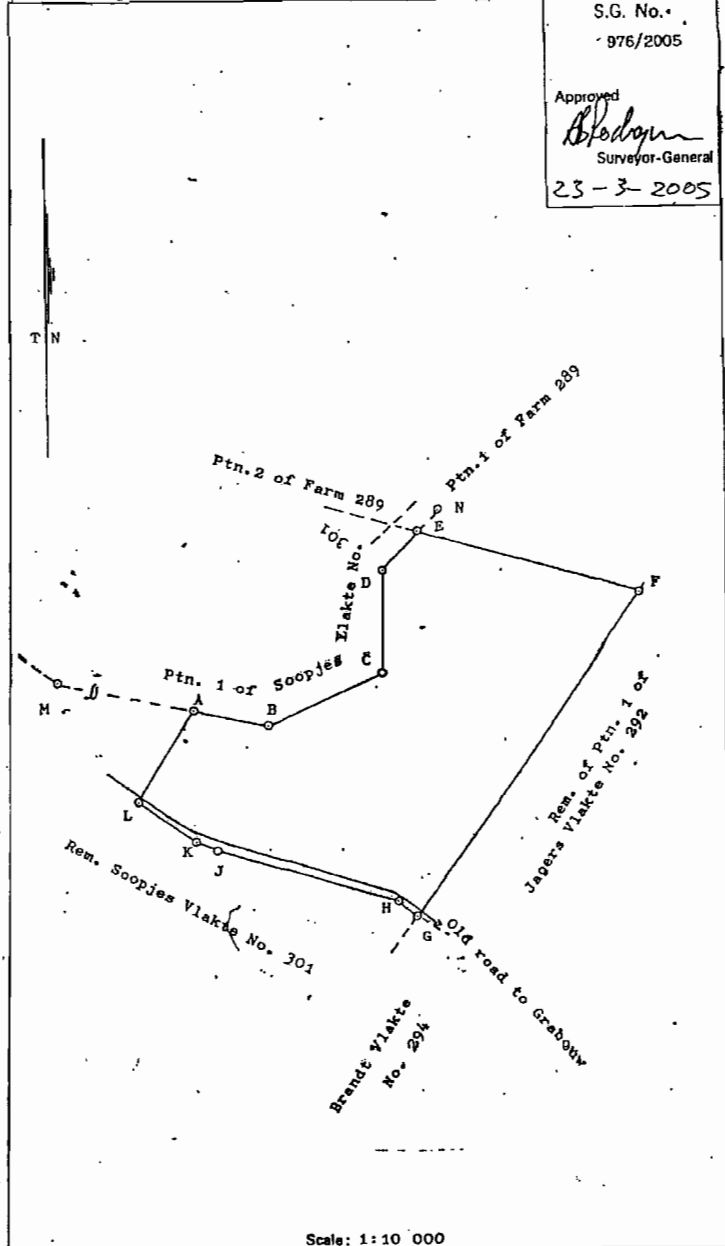 S.G. No.
976/2005
Approved
Surveyor-General
23-3-2005
T N
Ptn. 1 of Farm 289
Ptn. 2 of Farm 289
N
E
D
F
Ptn. 1 of Soopjes Vlakte No. 301
C
M
A
B
Rem. of Ptn. 1 of
Jagers Vlakte No. 292
L
K
J
H
G
Rem. Soopjes Vlakte No. 301
Old road to Grabouw
Brandt Vlakte
No. 294
Scale: 1:10 000